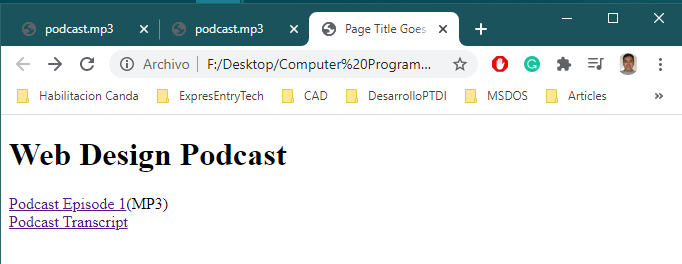 podcast.mp3
podcast.mp3
Page Title Goes
Archivo | F:/Desktop/Computer%20Program...
Habilitacion Canda
ExpresEntryTech
CAD
DesarrolloPTDI
MSDOS
Articles
Web Design Podcast
Podcast Episode 1(MP3)
Podcast Transcript